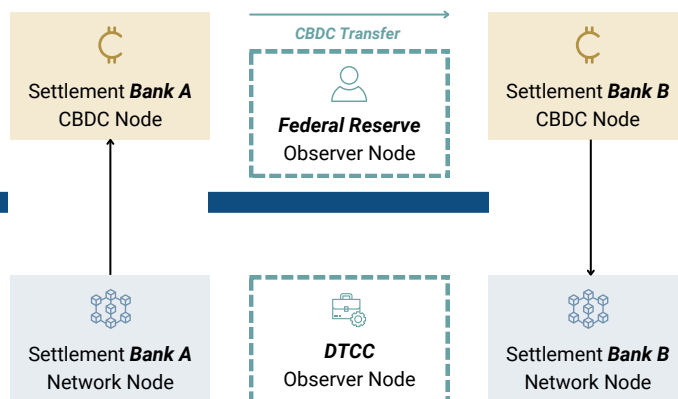 CBDC Transfer
Settlement Bank A
CBDC Node
Federal Reserve
Observer Node
Settlement Bank B
CBDC Node
Settlement Bank A
Network Node
DTCC
Observer Node
Settlement Bank B
Network Node